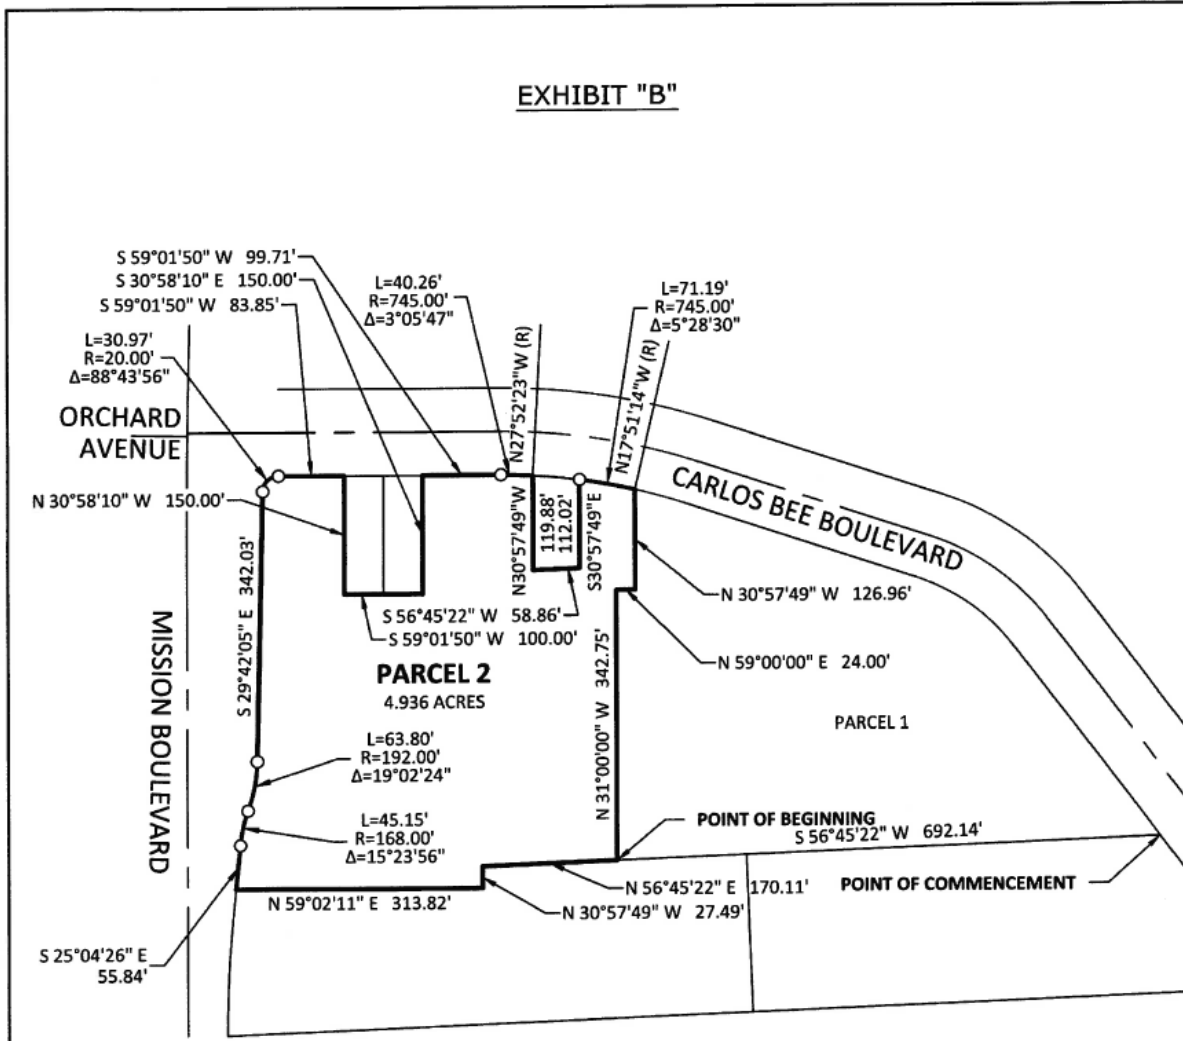 EXHIBIT "B"
S 59°01'50" W 99.71'
S 30°58'10" E 150.00'
S 59°01'50" W 83.85'
L=30.97'
R=20.00'
Δ=88°43'56"
L=40.26'
R=745.00'
Δ=3°05'47"
L=71.19'
R=745.00'
Δ=5°28'30"
N27°52'23"W (R)
N17°51'14"W (R)
ORCHARD
AVENUE
CARLOS BEE BOULEVARD
N 30°58'10" W 150.00'
N30°57'49"W
119.88'
112.02'
S30°57'49"E
S 29°42'05" E 342.03'
N 30°57'49" W 126.96'
S 56°45'22" W 58.86'
S 59°01'50" W 100.00'
N 59°00'00" E 24.00'
MISSION BOULEVARD
PARCEL 2
4.936 ACRES
N 31°00'00" W 342.75'
PARCEL 1
L=63.80'
R=192.00'
Δ=19°02'24"
L=45.15'
R=168.00'
Δ=15°23'56"
POINT OF BEGINNING
S 56°45'22" W 692.14'
N 56°45'22" E 170.11'
POINT OF COMMENCEMENT
N 59°02'11" E 313.82'
N 30°57'49" W 27.49'
S 25°04'26" E
55.84'